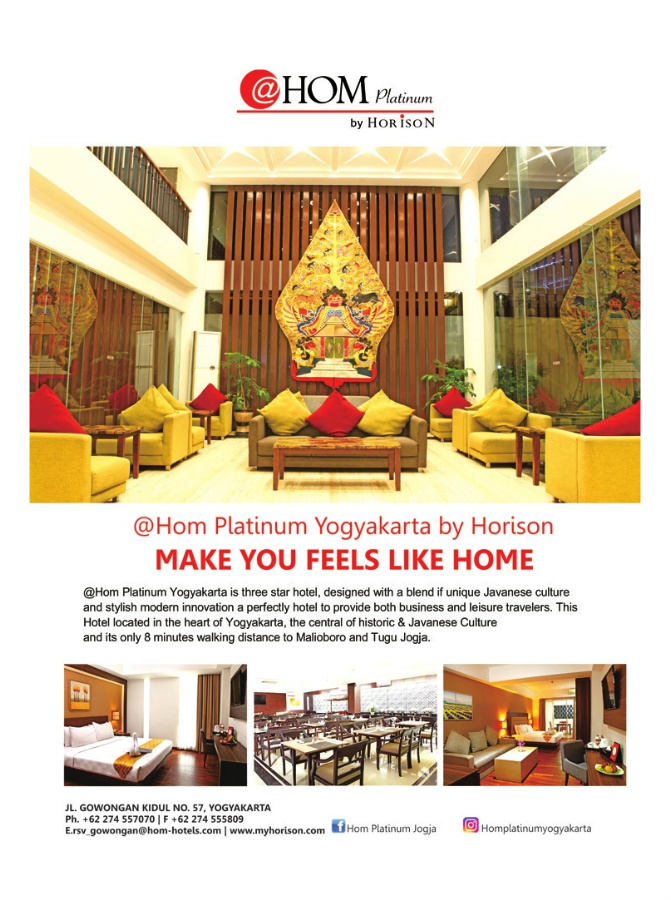 @HOM Platinum
by HORISON
@Hom Platinum Yogyakarta by Horison
MAKE YOU FEELS LIKE HOME
@Hom Platinum Yogyakarta is three star hotel, designed with a blend if unique Javanese culture
and stylish modern innovation a perfectly hotel to provide both business and leisure travelers. This
Hotel located in the heart of Yogyakarta, the central of historic & Javanese Culture
and its only 8 minutes walking distance to Malioboro and Tugu Jogja.
JL. GOWONGAN KIDUL NO. 57, YOGYAKARTA
Ph. +62 274 557070 | F +62 274 555809
E.rsv_gowongan@hom-hotels.com | www.myhorison.com
Hom Platinum Jogja
Homplatinumyogyakarta